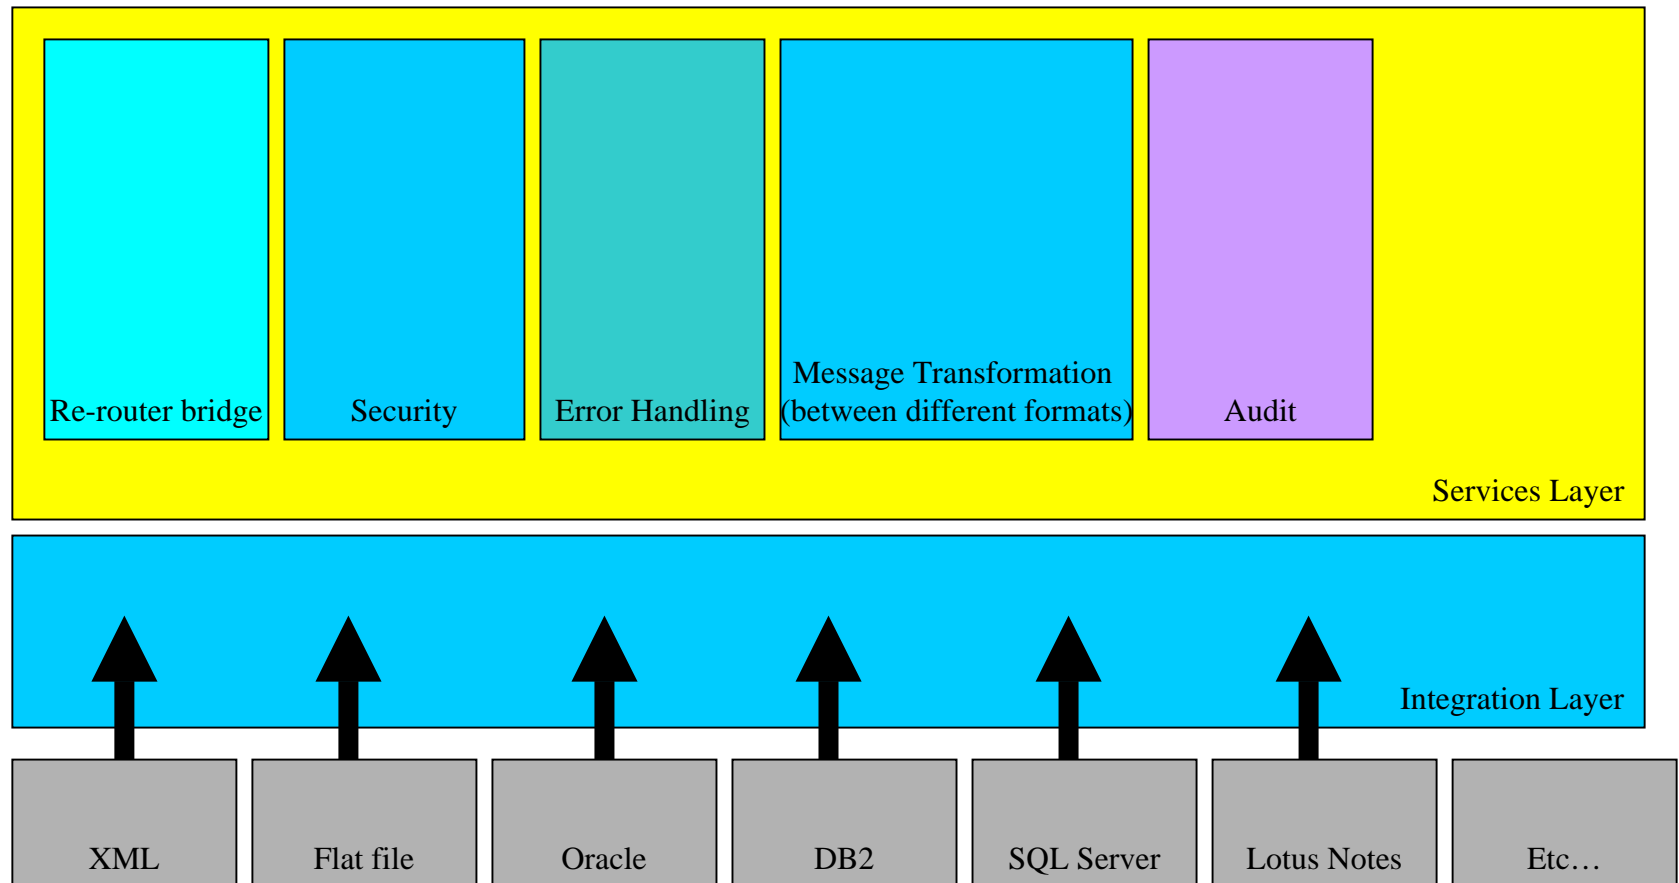 Re-router bridge
Security
Error Handling
Message Transformation
(between different formats)
Audit
Services Layer
Integration Layer
XML
Flat file
Oracle
DB2
SQL Server
Lotus Notes
Etc…